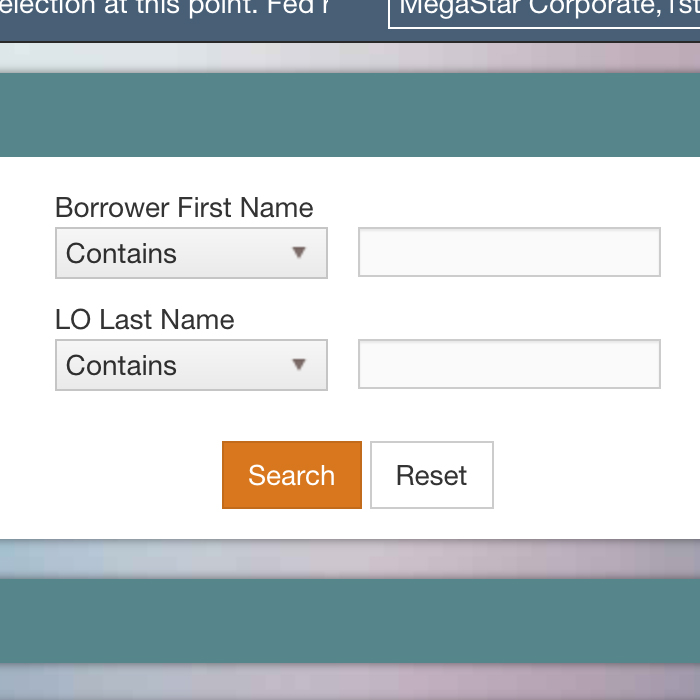 election at this point. Fed r
MegaStar Corporate,1st
Borrower First Name
Contains
LO Last Name
Contains
Search
Reset